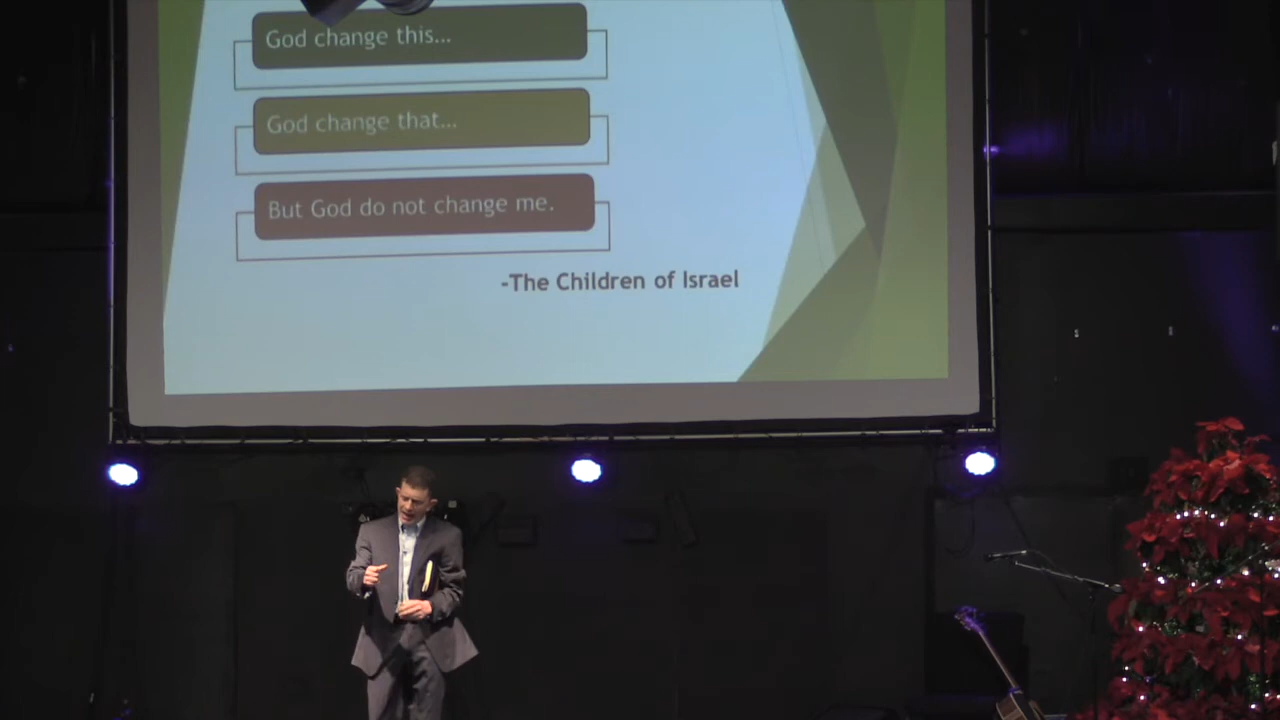 God change this...
God change that...
But God do not change me.
-The Children of Israel